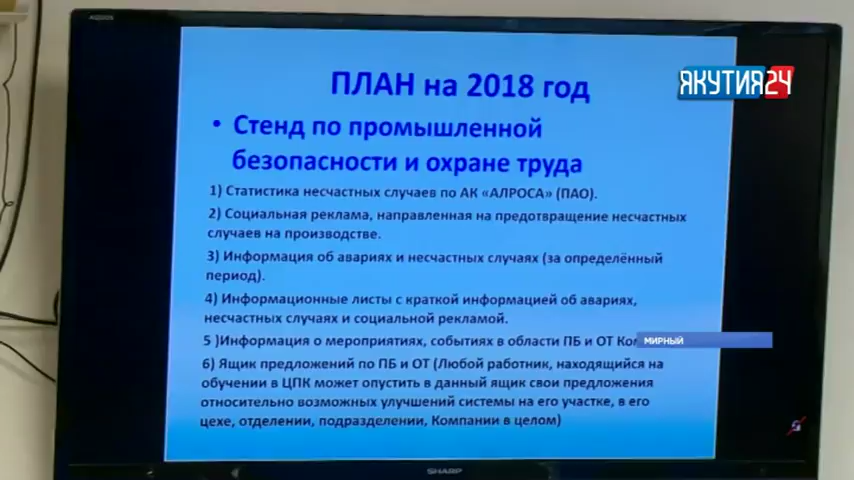 ПЛАН на 2018 год
ЯКУТИЯ24
• Стенд по промышленной
безопасности и охране труда
1) Статистика несчастных случаев по АК «АЛРОСА» (ПАО).
2) Социальная реклама, направленная на предотвращение несчастных
случаев на производстве.
3) Информация об авариях и несчастных случаях (за определённый
период).
4) Информационные листы с краткой информацией об авариях,
несчастных случаях и социальной рекламой.
5 )Информация о мероприятиях, событиях в области ПБ и ОТ
МИРНЫЙ
6) Ящик предложений по ПБ и ОТ (Любой работник, находящийся на
обучении в ЦПК может опустить в данный ящик свои предложения
относительно возможных улучшений системы на его участке, в его
цехе, отделении, подразделении, Компании в целом)
SHARP